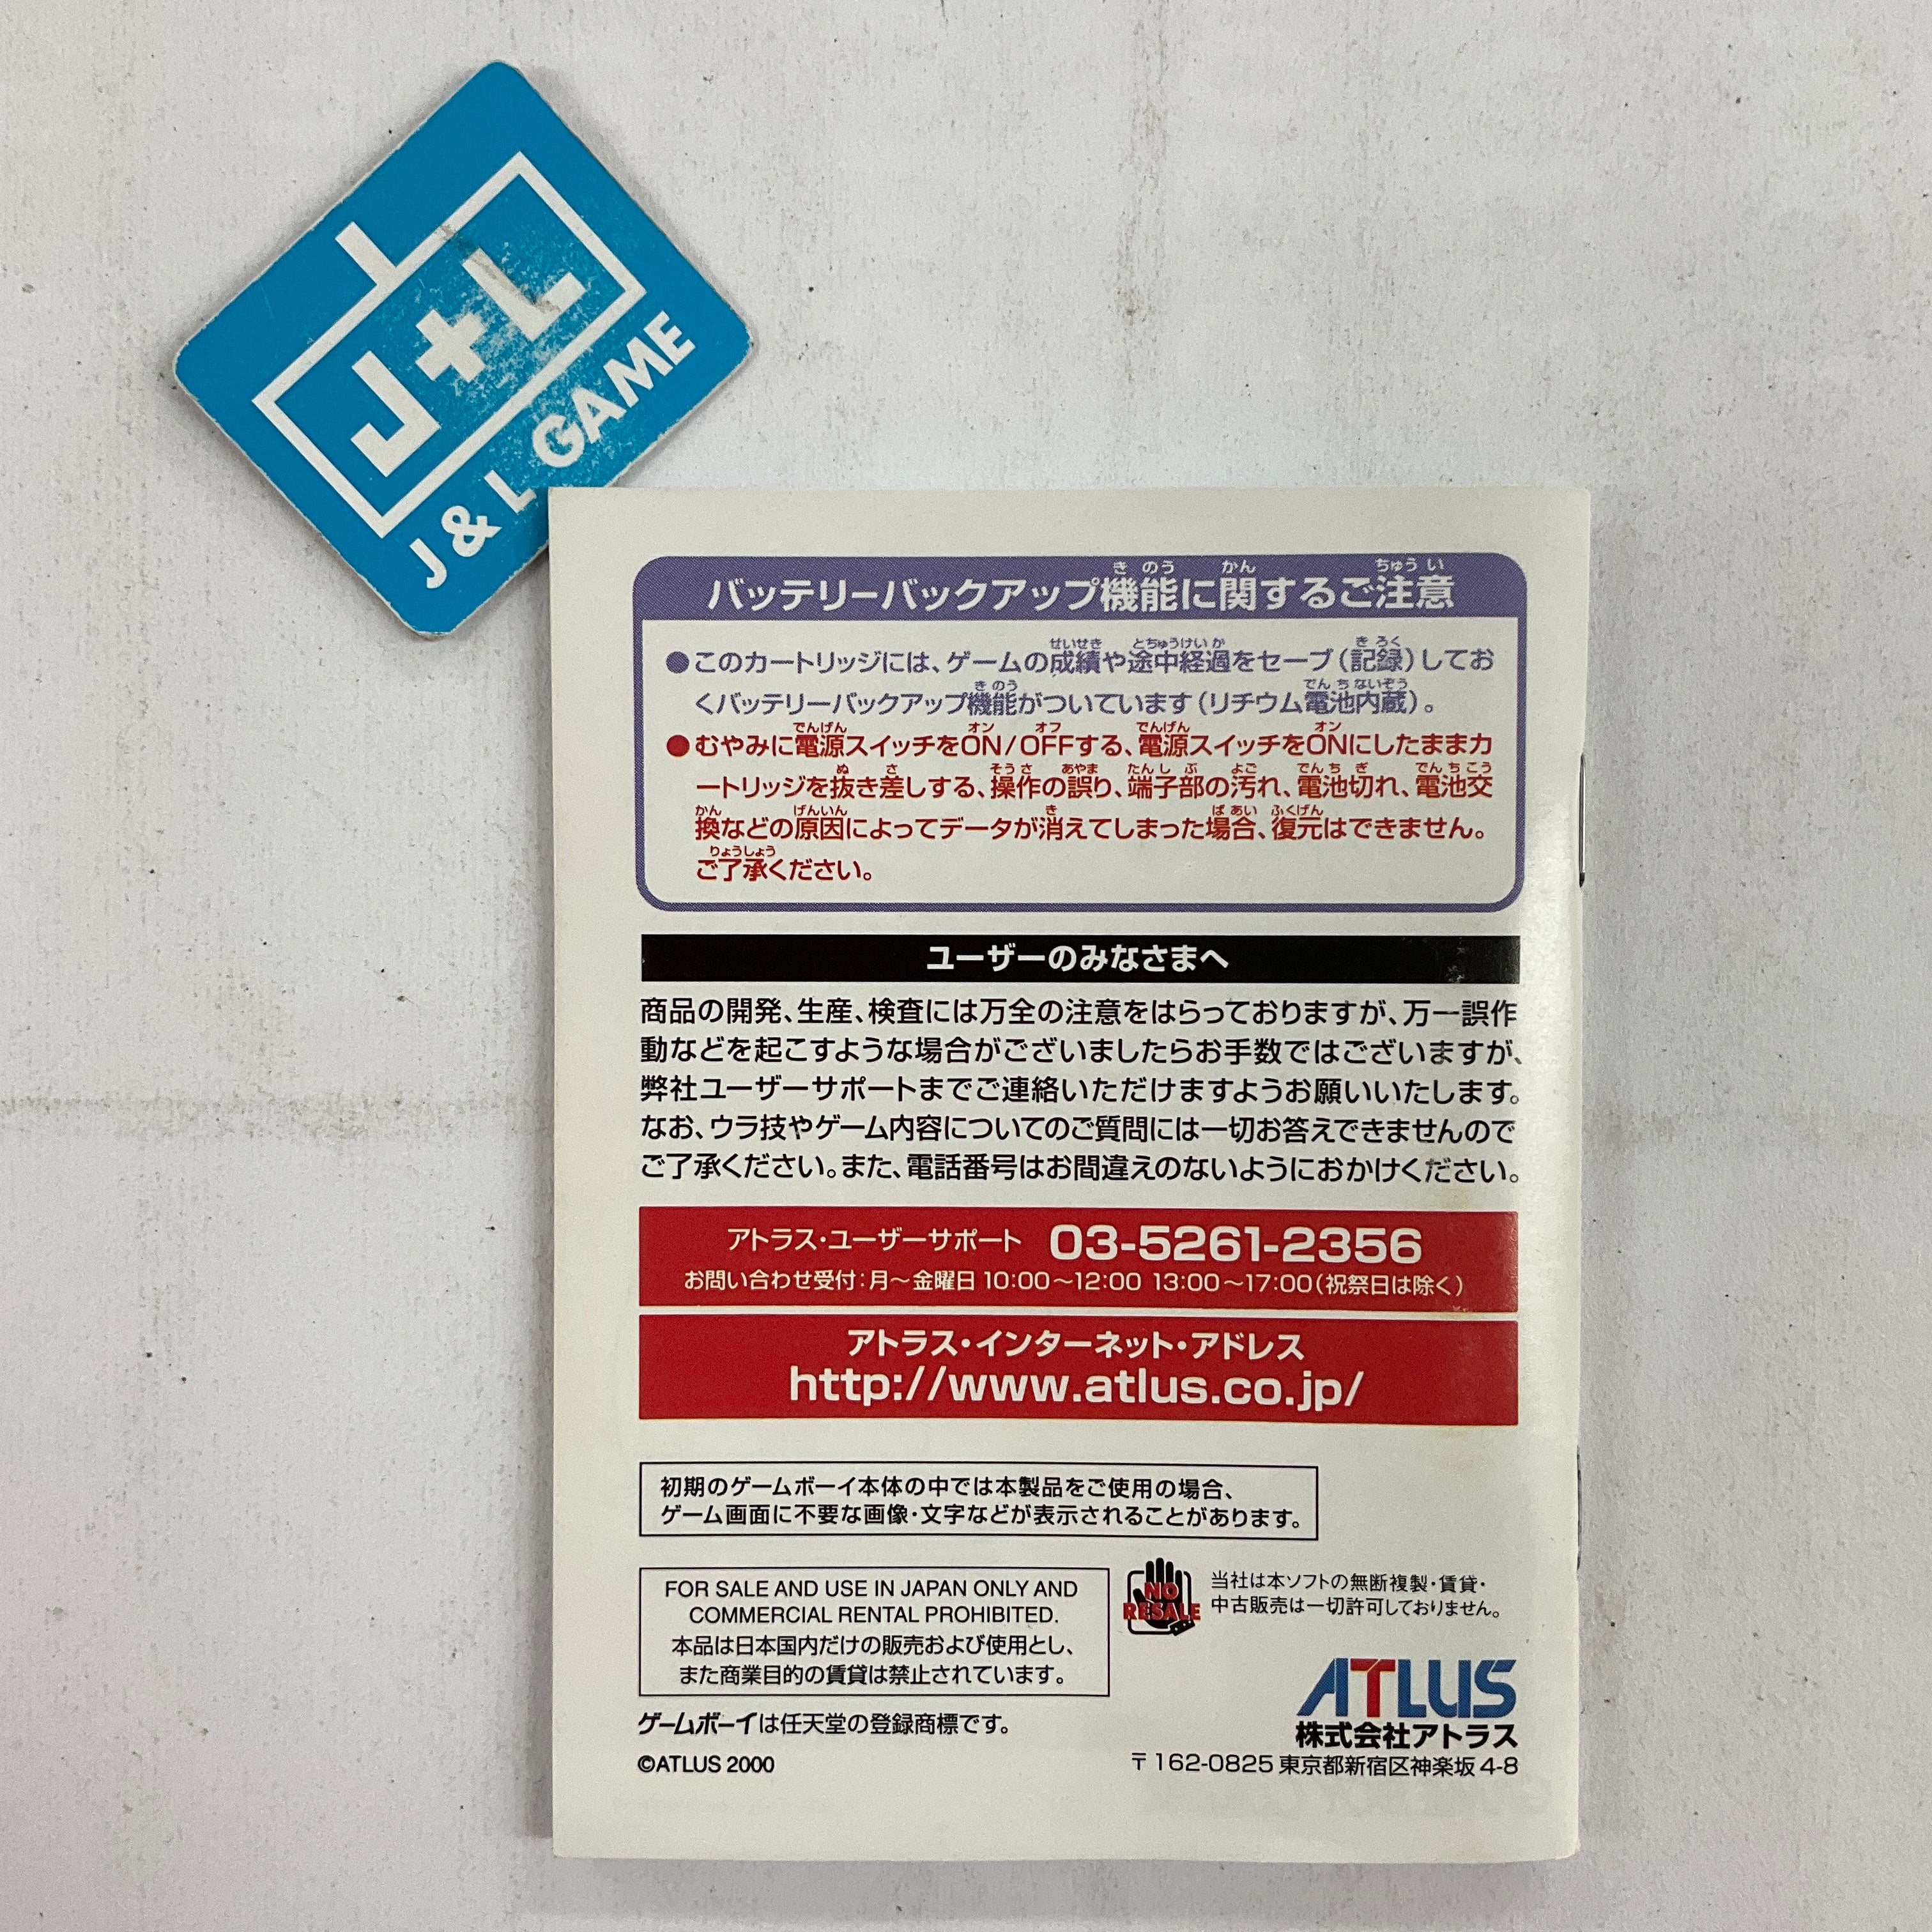 J+L
J & L GAME
バッテリーバックアップ機能に関するご注意
●このカートリッジには、ゲームの成績や途中経過をセーブ(記録)してお
くバッテリーバックアップ機能がついています(リチウム電池内蔵)。
●むやみに電源スイッチをON/OFFする、電源スイッチをONにしたままカ
ートリッジを抜き差しする、操作の誤り、端子部の汚れ、電池切れ、電池交
換などの原因によってデータが消えてしまった場合、復元はできません。
ご了承ください。
ユーザーのみなさまへ
商品の開発、生産、検査には万全の注意をはらっておりますが、万一誤作
動などを起こすような場合がございましたらお手数ではございますが、
弊社ユーザーサポートまでご連絡いただけますようお願いいたします。
なお、ウラ技やゲーム内容についてのご質問には一切お答えできませんので
ご了承ください。また、電話番号はお間違えのないようにおかけください。
アトラス・ユーザーサポート 03-5261-2356
お問い合わせ受付：月～金曜日 10:00～12:00 13:00～17:00(祝祭日は除く)
アトラス・インターネット・アドレス
http://www.atlus.co.jp/
初期のゲームボーイ本体の中では本製品をご使用の場合、
ゲーム画面に不要な画像・文字などが表示されることがあります。
FOR SALE AND USE IN JAPAN ONLY AND
COMMERCIAL RENTAL PROHIBITED.
本品は日本国内だけの販売および使用とし、
また商業目的の賃貸は禁止されています。
NO
RESALE
当社は本ソフトの無断複製・賃貸・
中古販売は一切許可しておりません。
ゲームボーイは任天堂の登録商標です。
©ATLUS 2000
ATLUS
株式会社アトラス
〒162-0825 東京都新宿区神楽坂 4-8